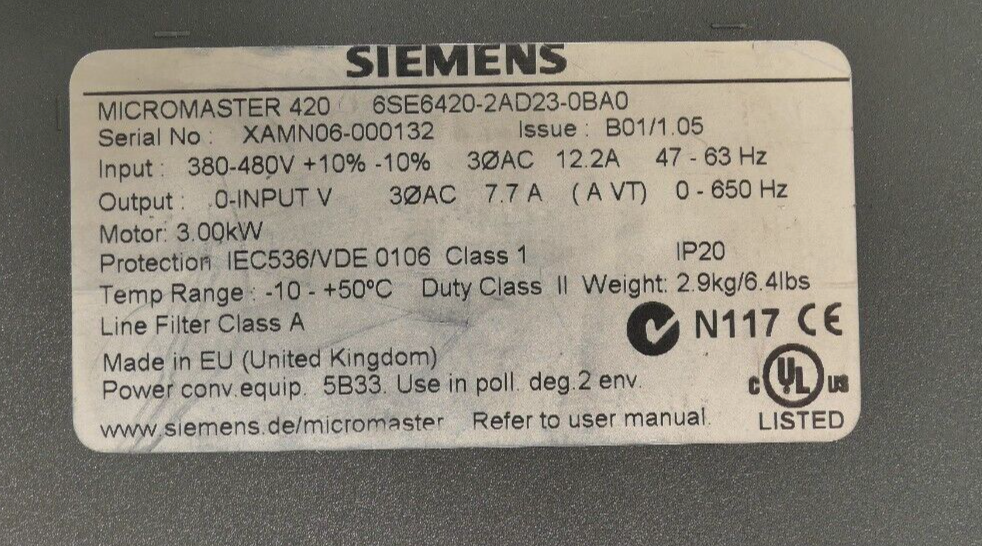 SIEMENS
MICROMASTER 420 6SE6420-2AD23-0BA0
Serial No : XAMN06-000132 Issue : B01/1.05
Input : 380-480V +10% -10% 3ØAC 12.2A 47 - 63 Hz
Output : 0-INPUT V 3ØAC 7.7 A ( A VT) 0 - 650 Hz
Motor: 3.00kW
Protection IEC536/VDE 0106 Class 1 IP20
Temp Range : -10 - +50ºC Duty Class II Weight: 2.9kg/6.4lbs
Line Filter Class A
N117 CE
Made in EU (United Kingdom)
Power conv.equip. 5B33. Use in poll. deg.2 env.
C UL US
www.siemens.de/micromaster Refer to user manual.
LISTED